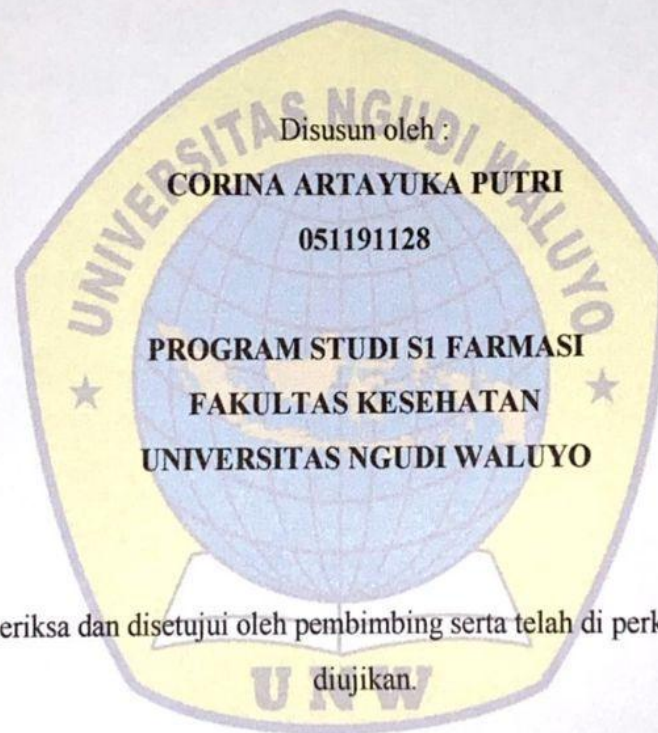 UNIVERSITAS NGUDI WALUYO
Disusun oleh :
CORINA ARTAYUKA PUTRI
051191128
PROGRAM STUDI S1 FARMASI
FAKULTAS KESEHATAN
UNIVERSITAS NGUDI WALUYO
eriksa dan disetujui oleh pembimbing serta telah di perk
diujikan.
UNW